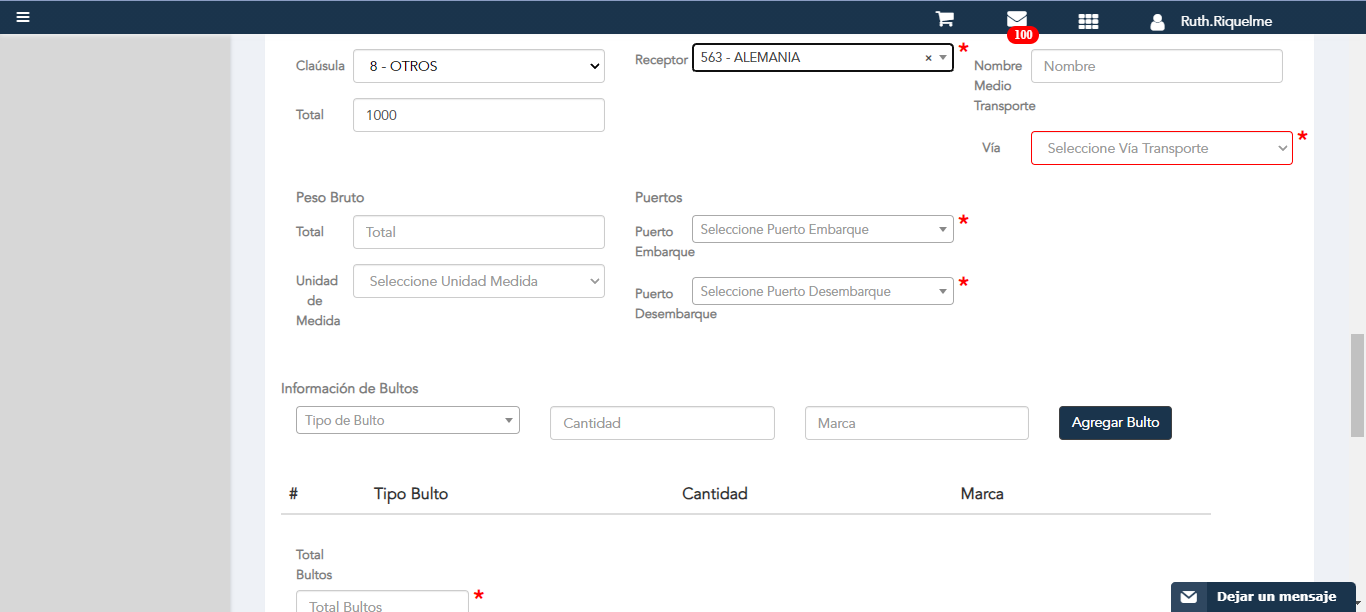 100
Ruth.Riquelme
Claúsula
8 - OTROS
Receptor
563 - ALEMANIA
×
*
Nombre
Medio
Transporte
Nombre
Total
1000
Vía
Seleccione Vía Transporte
*
Peso Bruto
Puertos
Total
Total
Puerto
Embarque
Seleccione Puerto Embarque
*
Unidad
de
Medida
Seleccione Unidad Medida
Puerto
Desembarque
Seleccione Puerto Desembarque
*
Información de Bultos
Tipo de Bulto
Cantidad
Marca
Agregar Bulto
# Tipo Bulto Cantidad Marca
Total
Bultos
Total Bultos
*
Dejar un mensaje